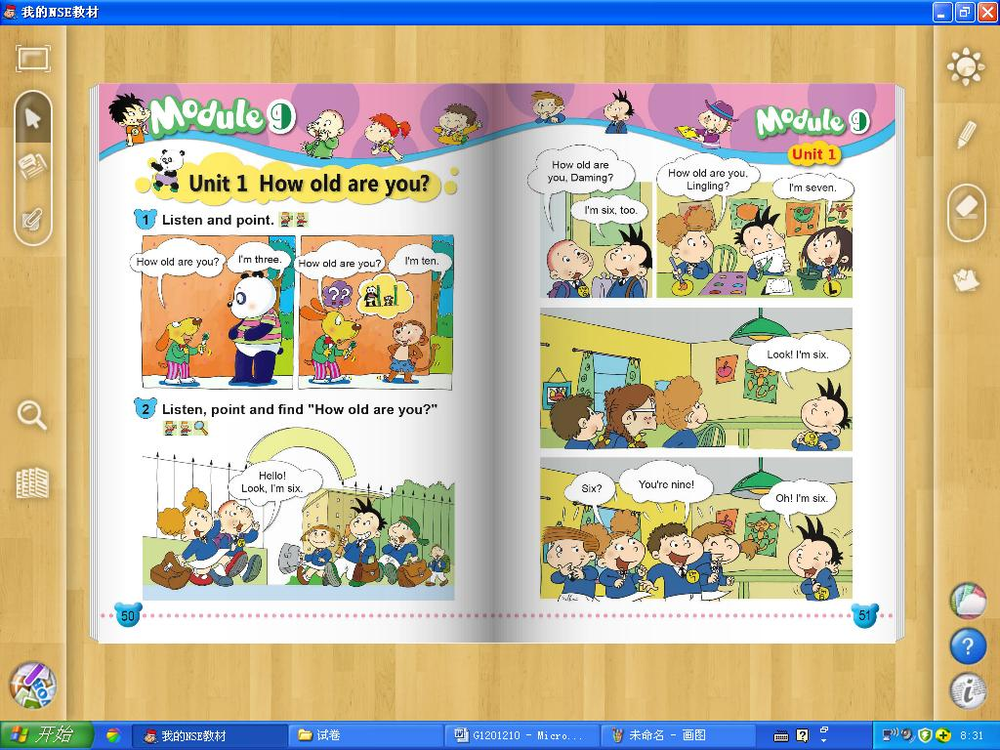 我的NSE教材
Module 9
Unit 1 How old are you?
1 Listen and point.
How old are you?
I'm three.
How old are you?
I'm ten.
??
2 Listen, point and find "How old are you?"
Hello!
Look, I'm six.
50
Module 9
Unit 1
How old are
you, Daming?
I'm six, too.
How old are you,
Lingling?
I'm seven.
L
Look! I'm six.
Six?
You're nine!
Oh! I'm six.
51
?
i
开始
我的NSE教材
试卷
G1201210 - Micro...
未命名 - 画图
?
8:31